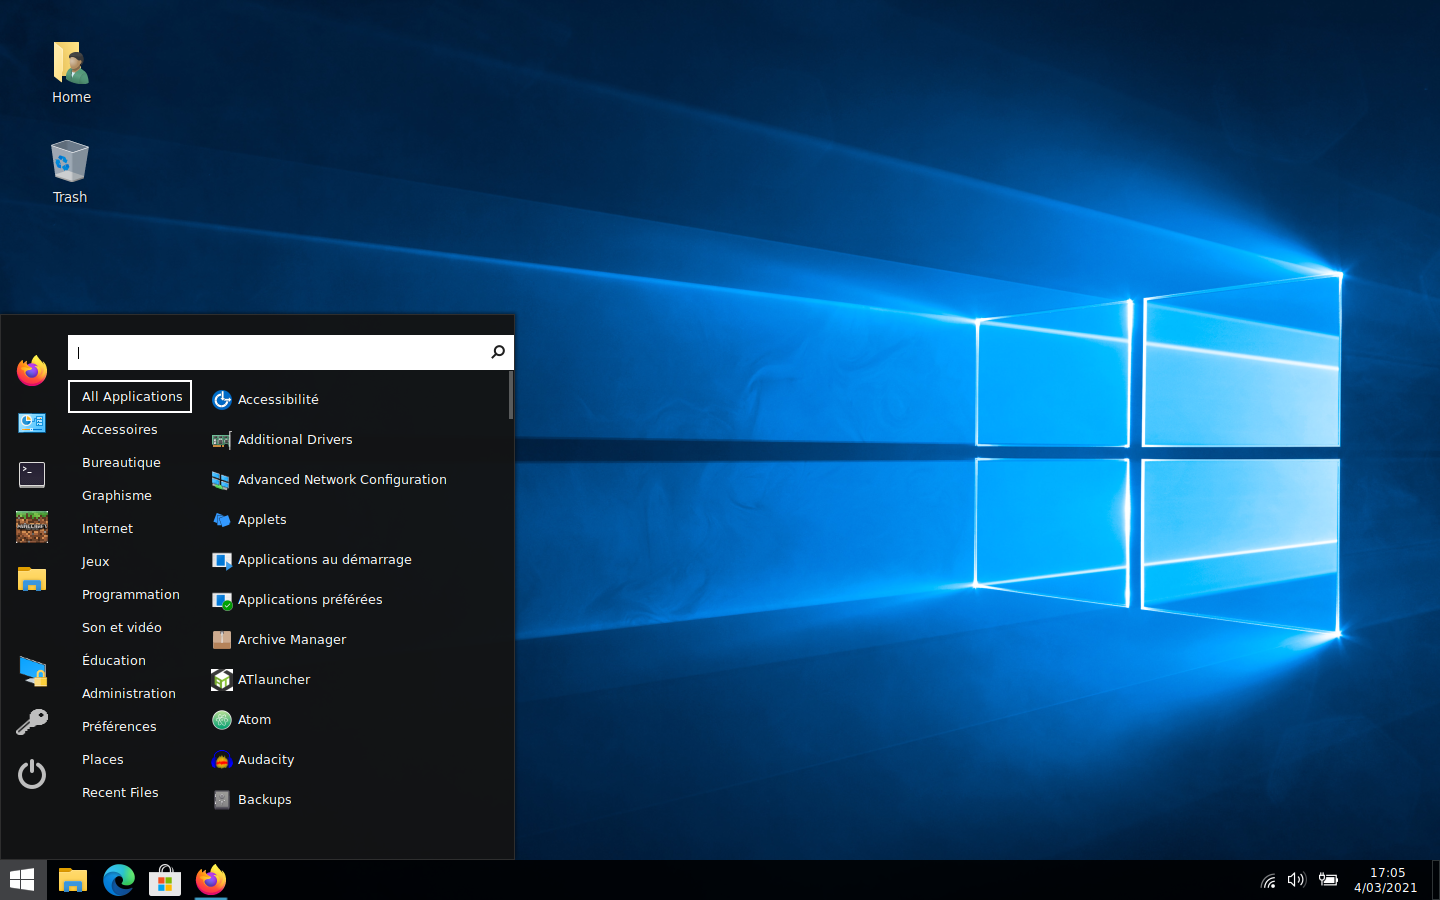 Home
Trash
All Applications
Accessoires
Bureautique
Graphisme
Internet
Jeux
Programmation
Son et vidéo
Éducation
Administration
Préférences
Places
Recent Files
Accessibilité
Additional Drivers
Advanced Network Configuration
Applets
Applications au démarrage
Applications préférées
Archive Manager
ATlauncher
Atom
Audacity
Backups
17:05
4/03/2021